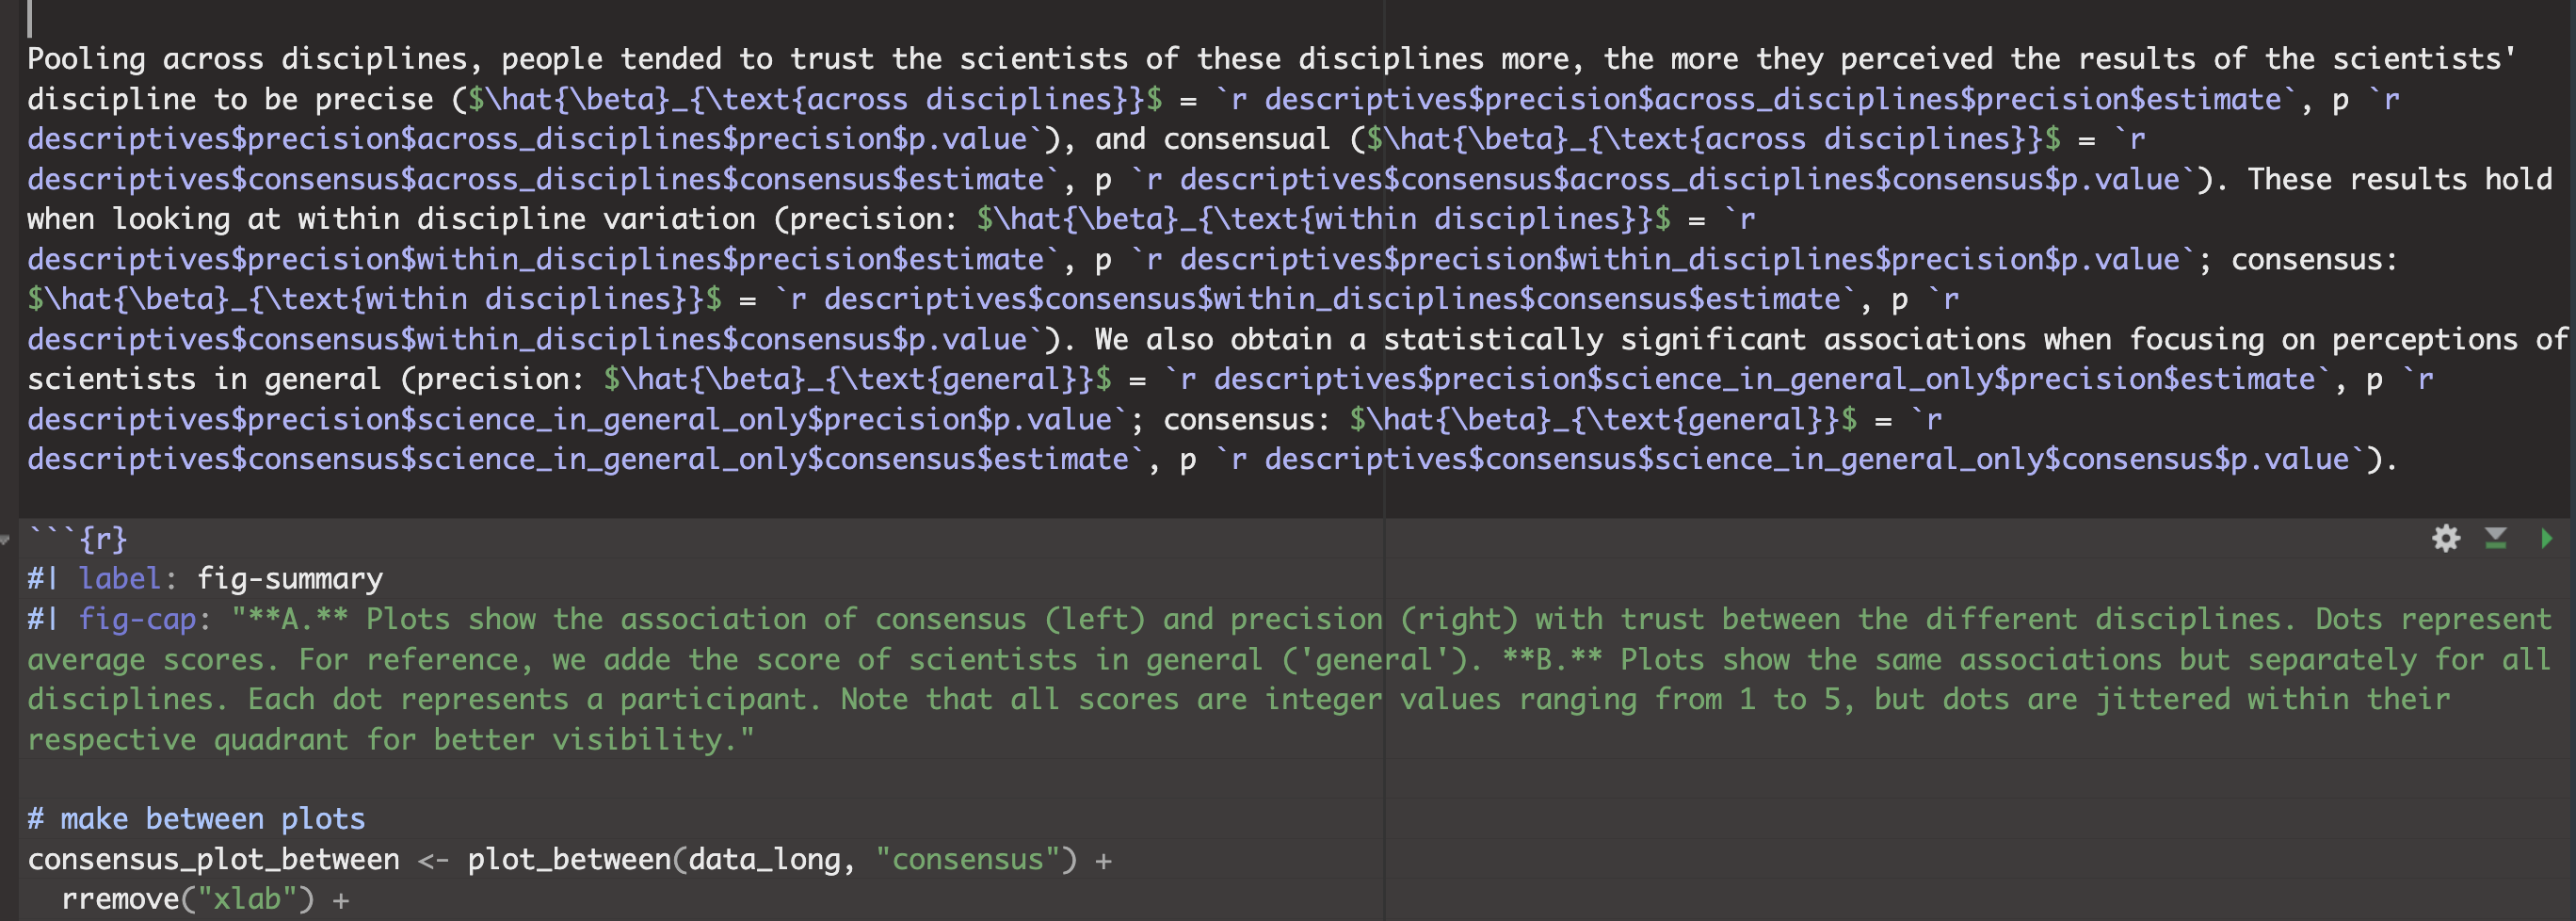 Pooling across disciplines, people tended to trust the scientists of these disciplines more, the more they perceived the results of the scientists'
discipline to be precise ($\hat{\beta}_{\text{across disciplines}}$ = `r descriptives$precision$across_disciplines$precision$estimate`, p `r
descriptives$precision$across_disciplines$precision$p.value`), and consensual ($\hat{\beta}_{\text{across disciplines}}$ = `r
descriptives$consensus$across_disciplines$consensus$estimate`, p `r descriptives$consensus$across_disciplines$consensus$p.value`). These results hold
when looking at within discipline variation (precision: $\hat{\beta}_{\text{within disciplines}}$ = `r
descriptives$precision$within_disciplines$precision$estimate`, p `r descriptives$precision$within_disciplines$precision$p.value`; consensus:
$\hat{\beta}_{\text{within disciplines}}$ = `r descriptives$consensus$within_disciplines$consensus$estimate`, p `r
descriptives$consensus$within_disciplines$consensus$p.value`). We also obtain a statistically significant associations when focusing on perceptions of
scientists in general (precision: $\hat{\beta}_{\text{general}}$ = `r descriptives$precision$science_in_general_only$precision$estimate`, p `r
descriptives$precision$science_in_general_only$precision$p.value`; consensus: $\hat{\beta}_{\text{general}}$ = `r
descriptives$consensus$science_in_general_only$consensus$estimate`, p `r descriptives$consensus$science_in_general_only$consensus$p.value`).
```{r}
#| label: fig-summary
#| fig-cap: "**A.** Plots show the association of consensus (left) and precision (right) with trust between the different disciplines. Dots represent
average scores. For reference, we adde the score of scientists in general ('general'). **B.** Plots show the same associations but separately for all
disciplines. Each dot represents a participant. Note that all scores are integer values ranging from 1 to 5, but dots are jittered within their
respective quadrant for better visibility."
# make between plots
consensus_plot_between <- plot_between(data_long, "consensus") +
  rremove("xlab") +